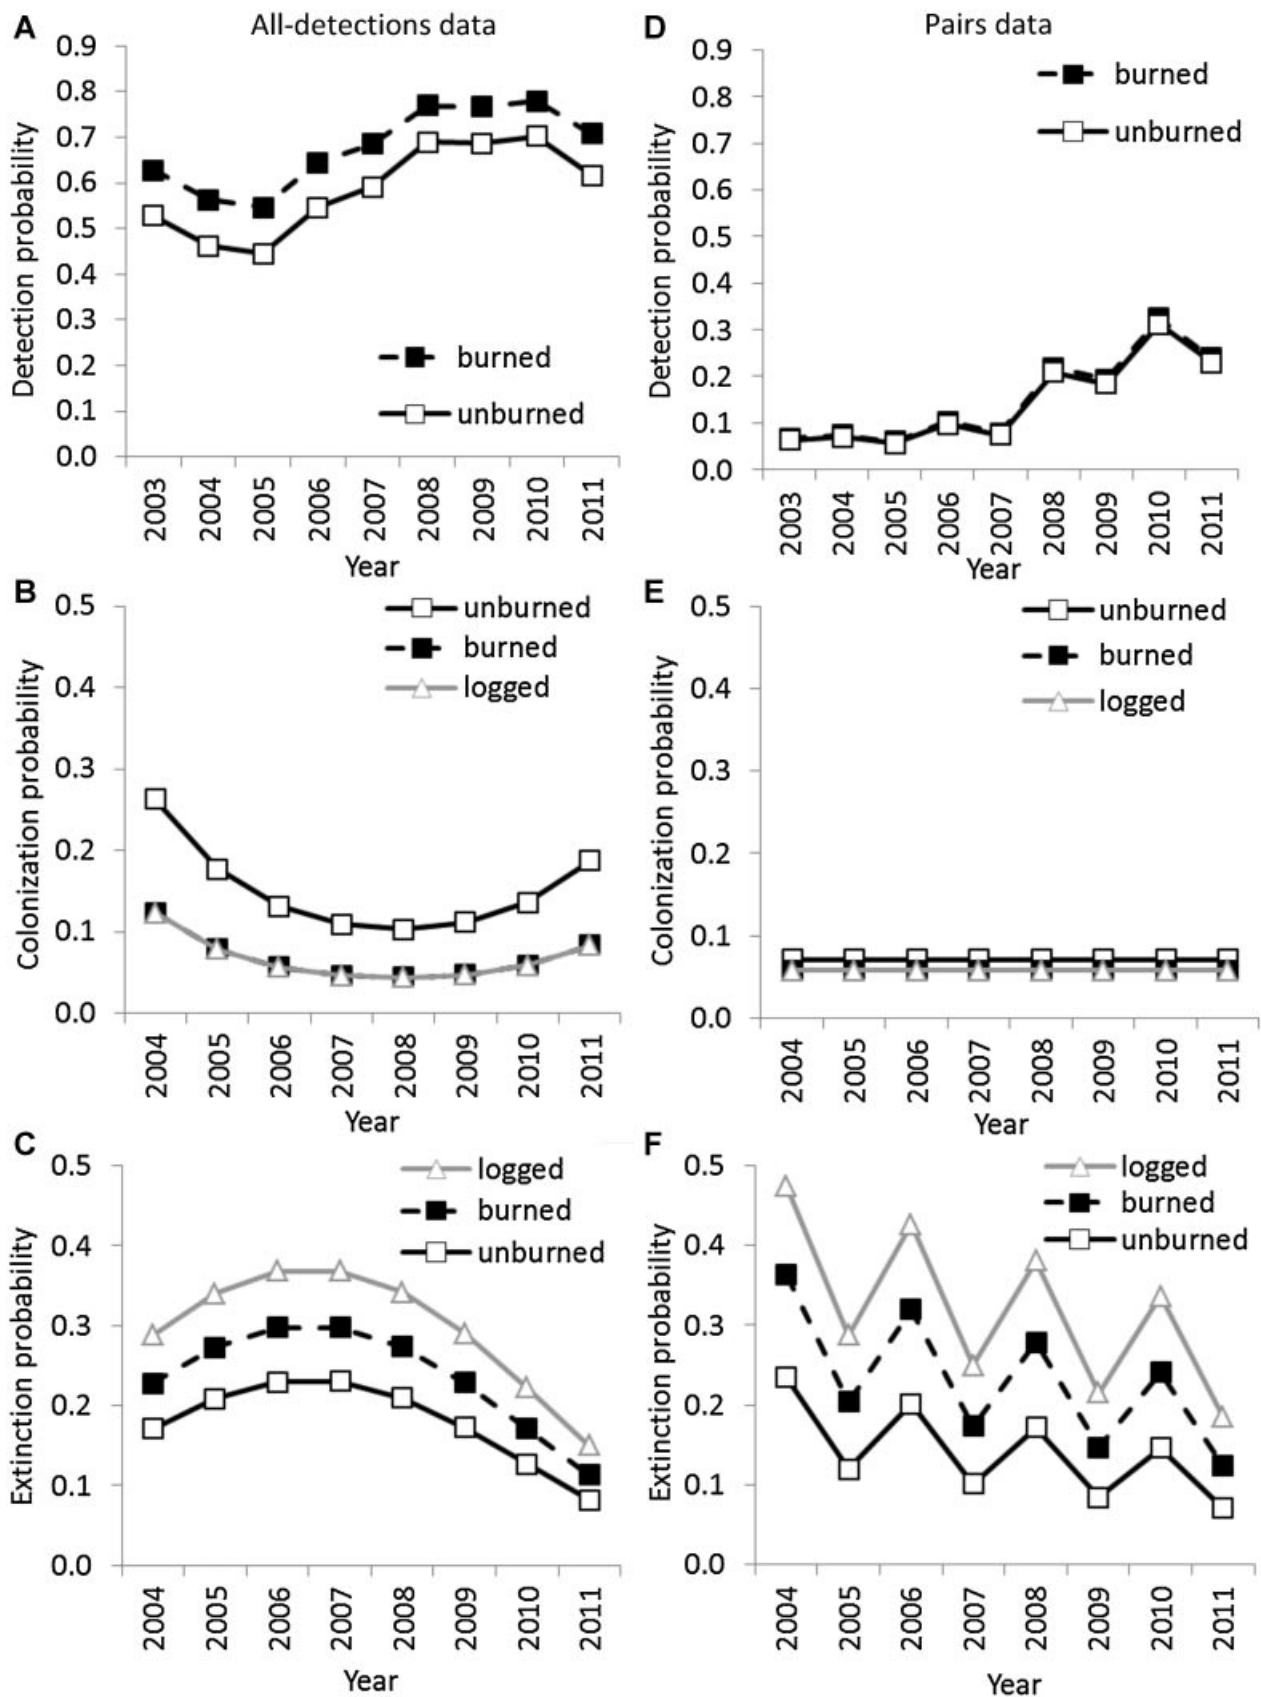 A All-detections data
0.9
0.8
0.7
0.6
0.5
0.4
0.3
0.2
0.1
0.0
Detection probability
burned
unburned
2003 2004 2005 2006 2007 2008 2009 2010 2011
Year
D Pairs data
0.9
0.8
0.7
0.6
0.5
0.4
0.3
0.2
0.1
0.0
Detection probability
burned
unburned
2003 2004 2005 2006 2007 2008 2009 2010 2011
Year
B
0.5
0.4
0.3
0.2
0.1
0.0
Colonization probability
unburned
burned
logged
2004 2005 2006 2007 2008 2009 2010 2011
Year
E
0.5
0.4
0.3
0.2
0.1
0.0
Colonization probability
unburned
burned
logged
2004 2005 2006 2007 2008 2009 2010 2011
Year
C
0.5
0.4
0.3
0.2
0.1
0.0
Extinction probability
logged
burned
unburned
2004 2005 2006 2007 2008 2009 2010 2011
Year
F
0.5
0.4
0.3
0.2
0.1
0.0
Extinction probability
logged
burned
unburned
2004 2005 2006 2007 2008 2009 2010 2011
Year